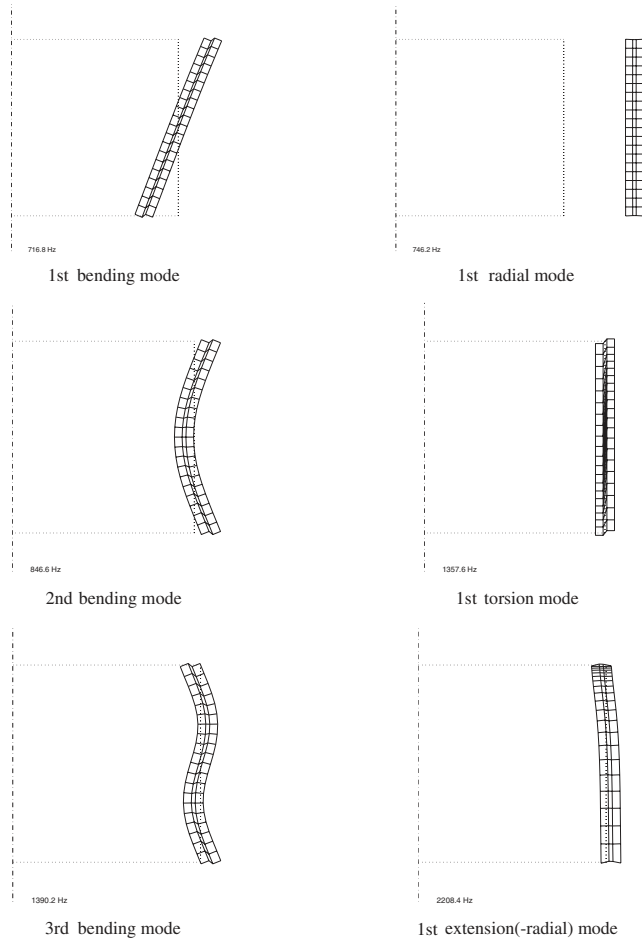 716.8 Hz
1st bending mode
746.2 Hz
1st radial mode
846.6 Hz
2nd bending mode
1357.6 Hz
1st torsion mode
1390.2 Hz
3rd bending mode
2208.4 Hz
1st extension(-radial) mode